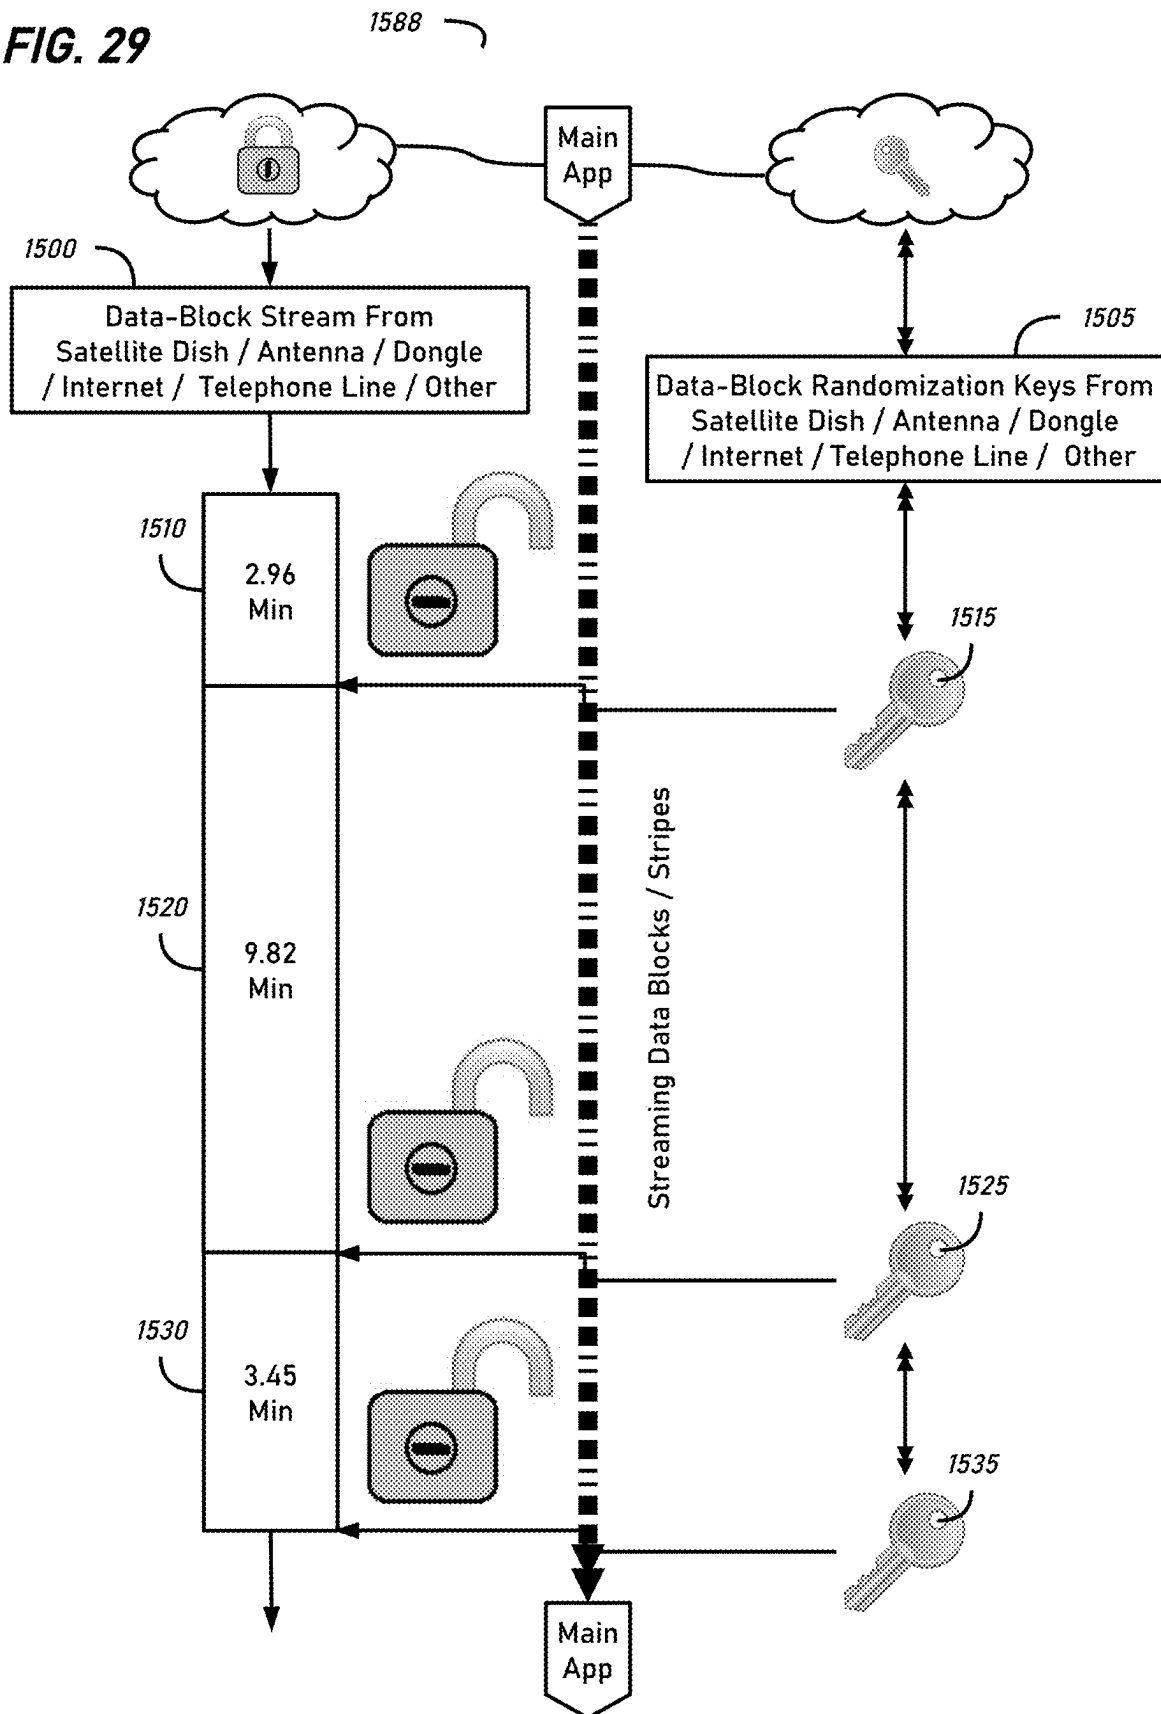 FIG. 29
1588
Main
App
1500
Data-Block Stream From
Satellite Dish / Antenna / Dongle
/ Internet / Telephone Line / Other
1505
Data-Block Randomization Keys From
Satellite Dish / Antenna / Dongle
/ Internet / Telephone Line / Other
1510
2.96
Min
1515
Streaming Data Blocks / Stripes
1520
9.82
Min
1525
1530
3.45
Min
1535
Main
App